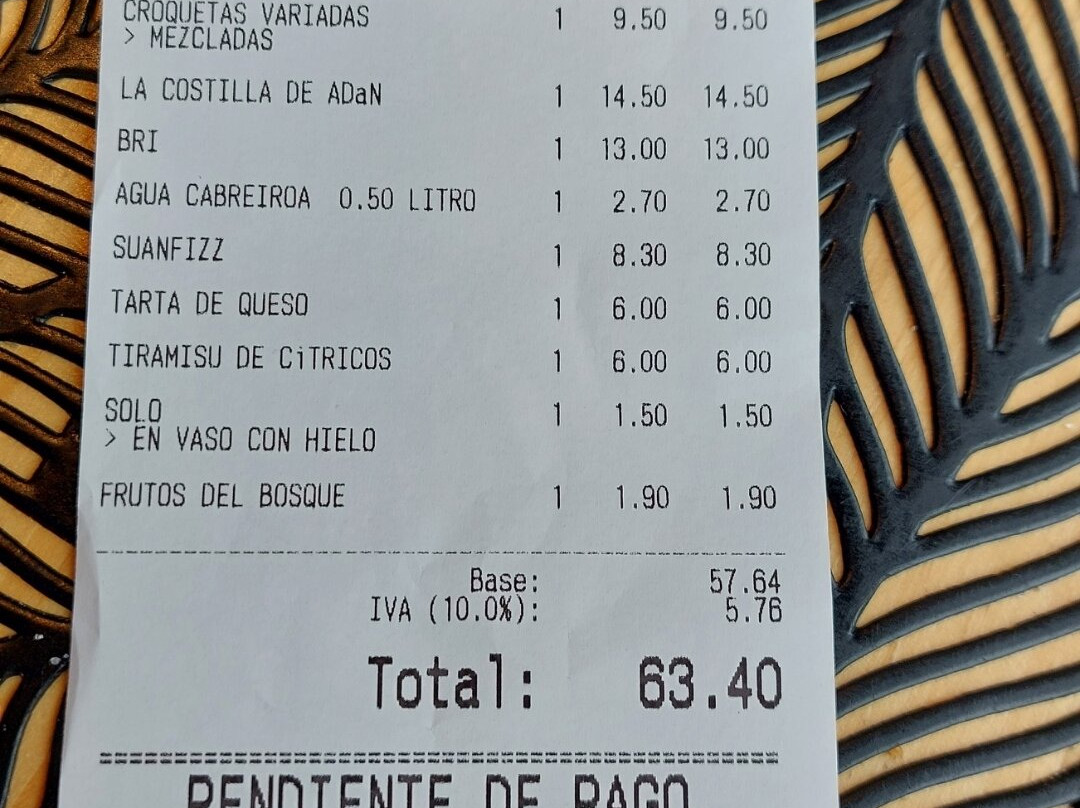 CROQUETAS VARIADAS 1 9.50 9.50
> MEZCLADAS
LA COSTILLA DE ADaN 1 14.50 14.50
BRI 1 13.00 13.00
AGUA CABREIROA 0.50 LITRO 1 2.70 2.70
SUANFIZZ 1 8.30 8.30
TARTA DE QUESO 1 6.00 6.00
TIRAMISU DE CiTRICOS 1 6.00 6.00
SOLO 1 1.50 1.50
> EN VASO CON HIELO
FRUTOS DEL BOSQUE 1 1.90 1.90
Base: 57.64
IVA (10.0%): 5.76
Total: 63.40
PENDIENTE DE PAGO